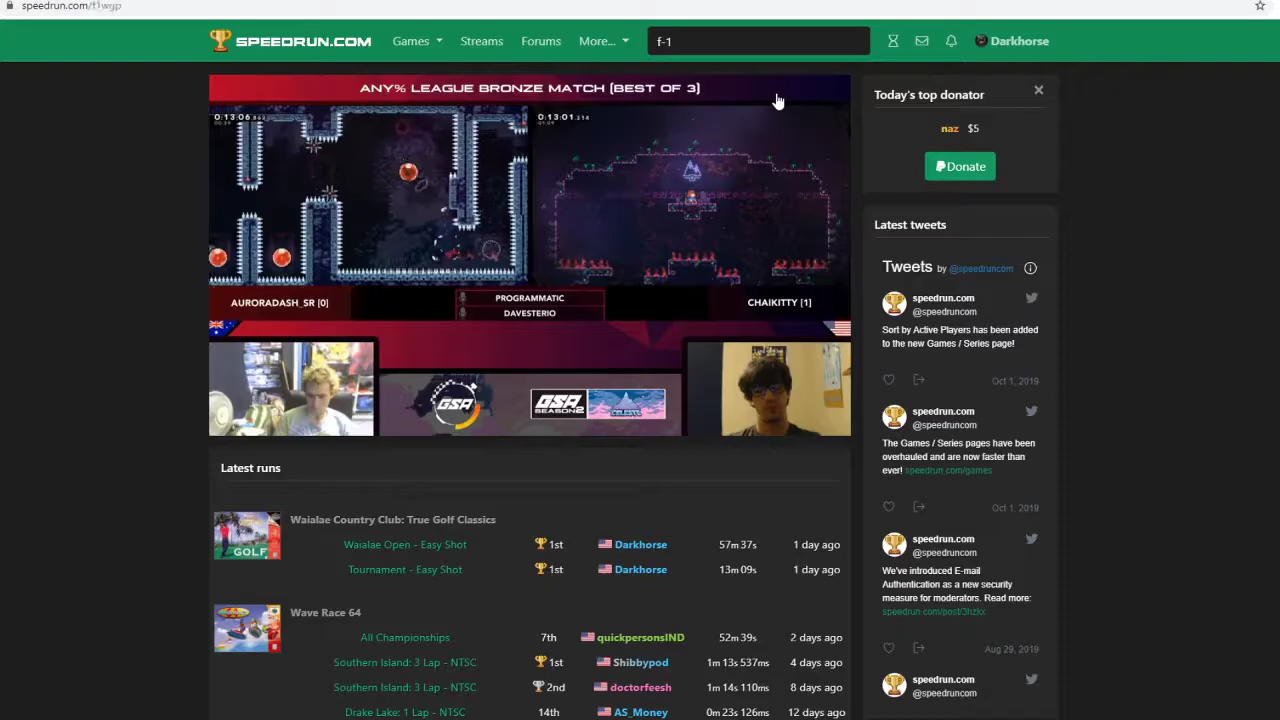 speedrun.com/f1wgp
SPEEDRUN.COM Games Streams Forums More... f-1 Darkhorse
ANY% LEAGUE BRONZE MATCH (BEST OF 3)
0:13:06.
0:13:01.214
AURORADASH_SR [0]
PROGRAMMATIC
DAVESTERIO
CHAIKITTY [1]
GSA
GSA SEASON2 CELESTE
Today's top donator
naz $5
Donate
Latest tweets
Tweets by @speedruncom
speedrun.com
@speedruncom
Sort by Active Players has been added
to the new Games / Series page!
Oct 1, 2019
speedrun.com
@speedruncom
The Games / Series pages have been
overhauled and are now faster than
ever! speedrun.com/games
Oct 1, 2019
speedrun.com
@speedruncom
We've introduced E-mail
Authentication as a new security
measure for moderators. Read more:
speedrun.com/post/3hzkx
Aug 29, 2019
speedrun.com
@speedruncom
Latest runs
GOLF
Waialae Country Club: True Golf Classics
Waialae Open - Easy Shot 1st Darkhorse 57m 37s 1 day ago
Tournament - Easy Shot 1st Darkhorse 13m 09s 1 day ago
Wave Race 64
All Championships 7th quickpersonsIND 52m 39s 2 days ago
Southern Island: 3 Lap - NTSC 1st Shibbypod 1m 13s 537ms 4 days ago
Southern Island: 3 Lap - NTSC 2nd doctorfeesh 1m 14s 110ms 8 days ago
Drake Lake: 1 Lap - NTSC 14th AS_Money 0m 23s 126ms 12 days ago